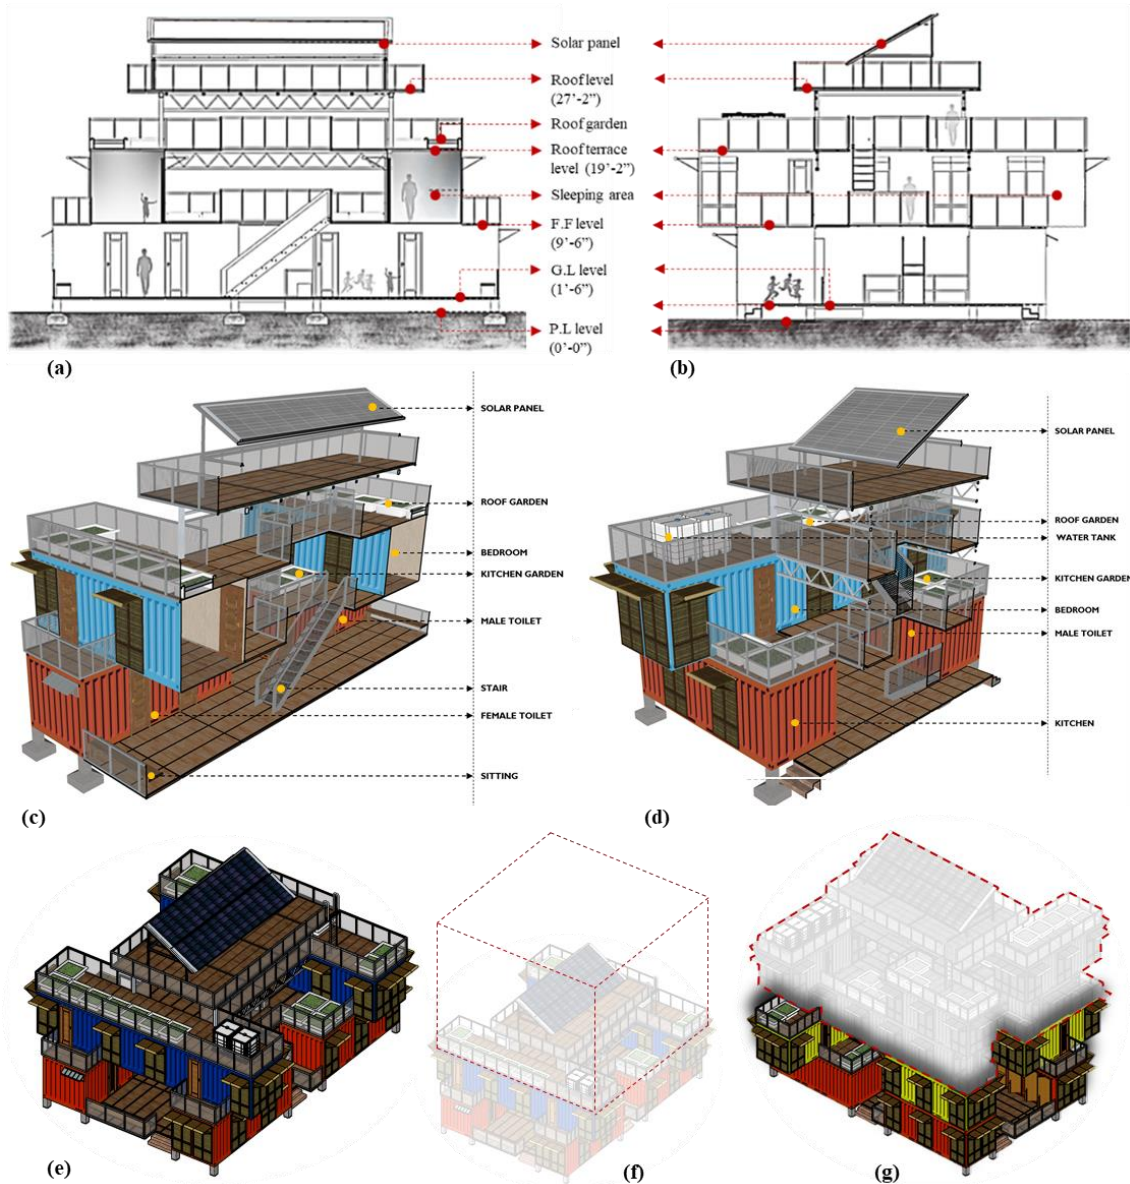 Solar panel
Roof level
(27’-2”)
Roof garden
Roof terrace
level (19’-2”)
Sleeping area
F.F level
(9’-6”)
G.L level
(1’-6”)
P.L level
(0’-0”)
(a)
(b)
SOLAR PANEL
ROOF GARDEN
BEDROOM
KITCHEN GARDEN
MALE TOILET
STAIR
FEMALE TOILET
SITTING
(c)
SOLAR PANEL
ROOF GARDEN
WATER TANK
KITCHEN GARDEN
BEDROOM
MALE TOILET
KITCHEN
(d)
(e)
(f)
(g)